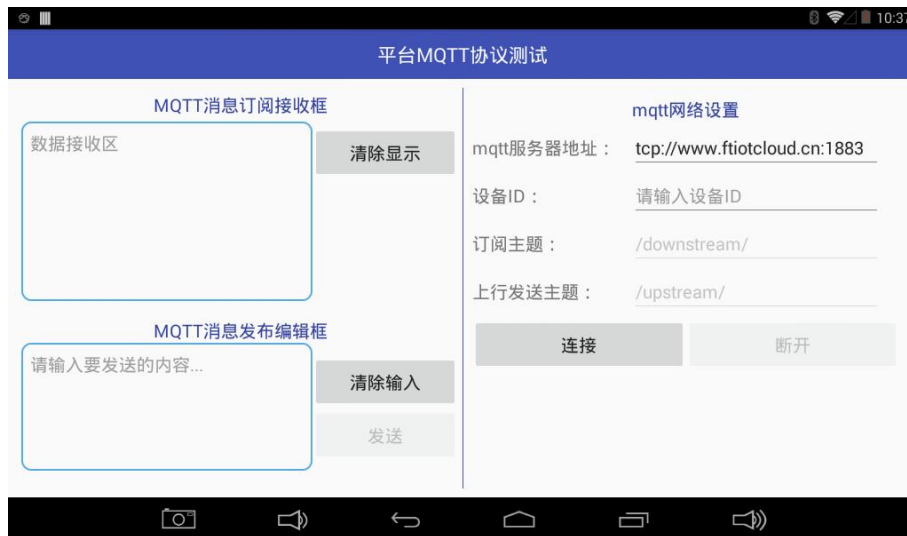 10:37
平台MQTT协议测试
MQTT消息订阅接收框
数据接收区
清除显示
MQTT消息发布编辑框
请输入要发送的内容...
清除输入
发送
mqtt网络设置
mqtt服务器地址： tcp://www.ftiotcloud.cn:1883
设备ID： 请输入设备ID
订阅主题： /downstream/
上行发送主题： /upstream/
连接 断开